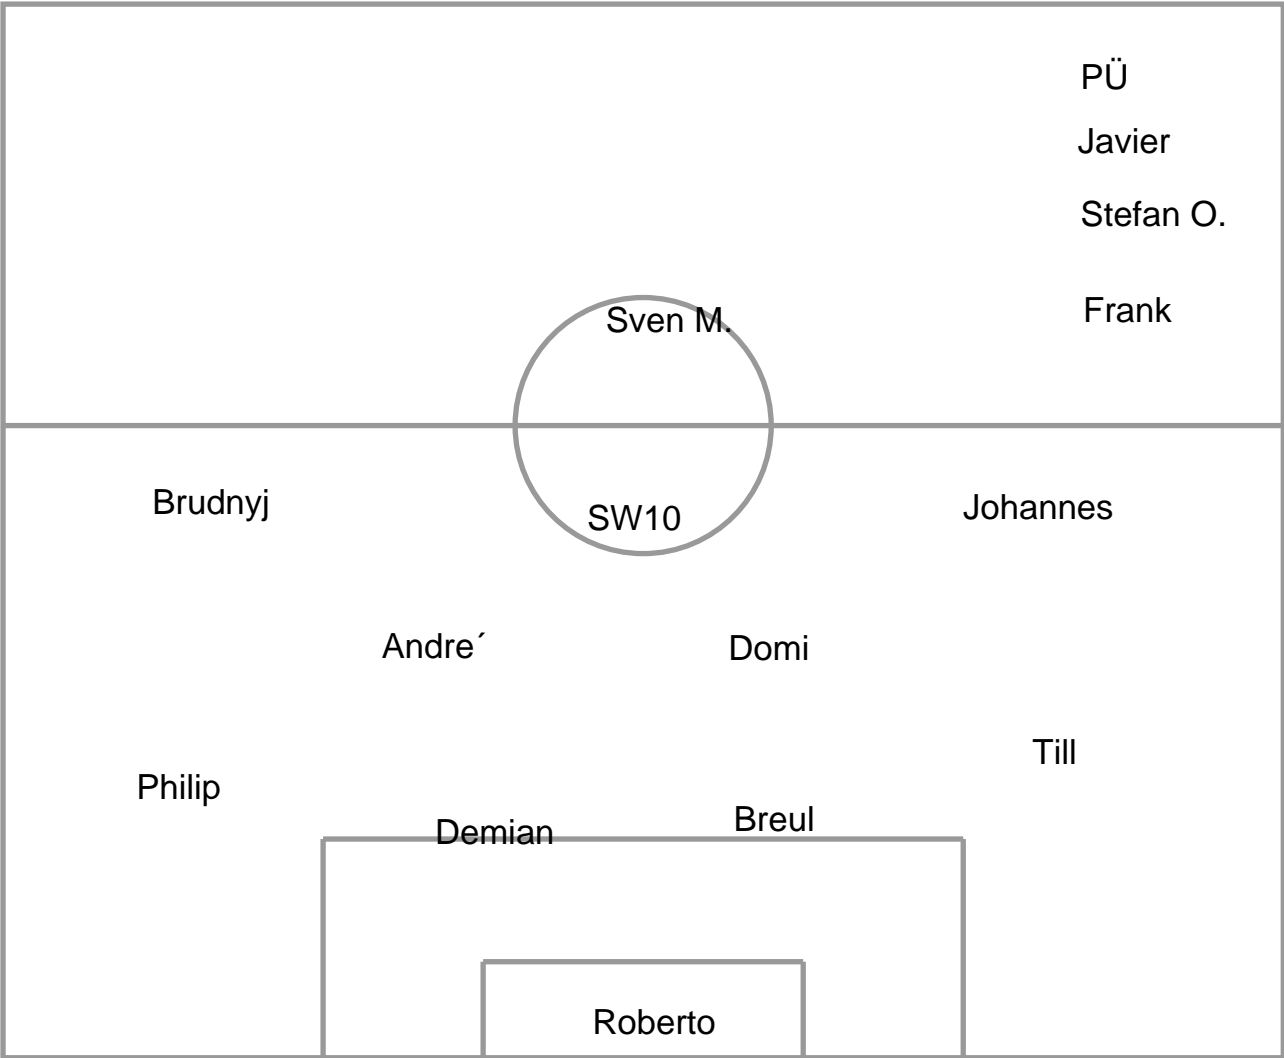 PÜ
Javier
Stefan O.
Frank
Sven M.
Brudnyj
SW10
Johannes
Andre´
Domi
Till
Philip
Breul
Demian
Roberto